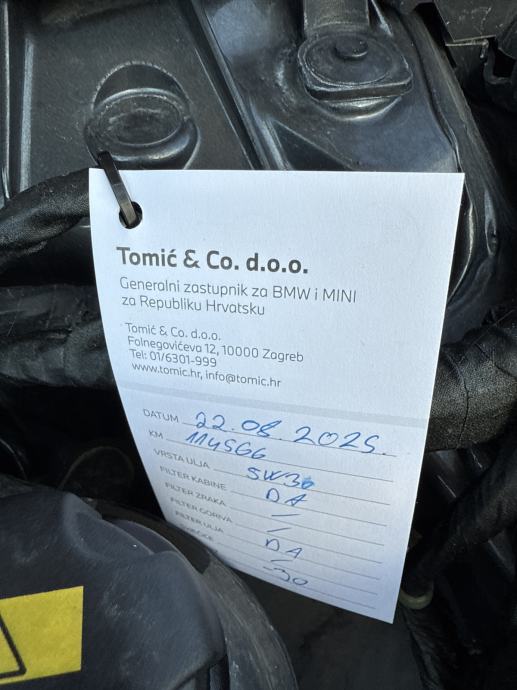 Tomić & Co. d.o.o.
Generalni zastupnik za BMW i MINI
za Republiku Hrvatsku
Tomić & Co. d.o.o.
Folnegovićeva 12, 10000 Zagreb
Tel: 01/6301-999
www.tomic.hr, info@tomic.hr
DATUM 22.08.2025.
KM 114566
VRSTA ULJA 5W30
FILTER KABINE DA
FILTER ZRAKA /
FILTER GORIVA /
FILTER ULJA DA
/
-30